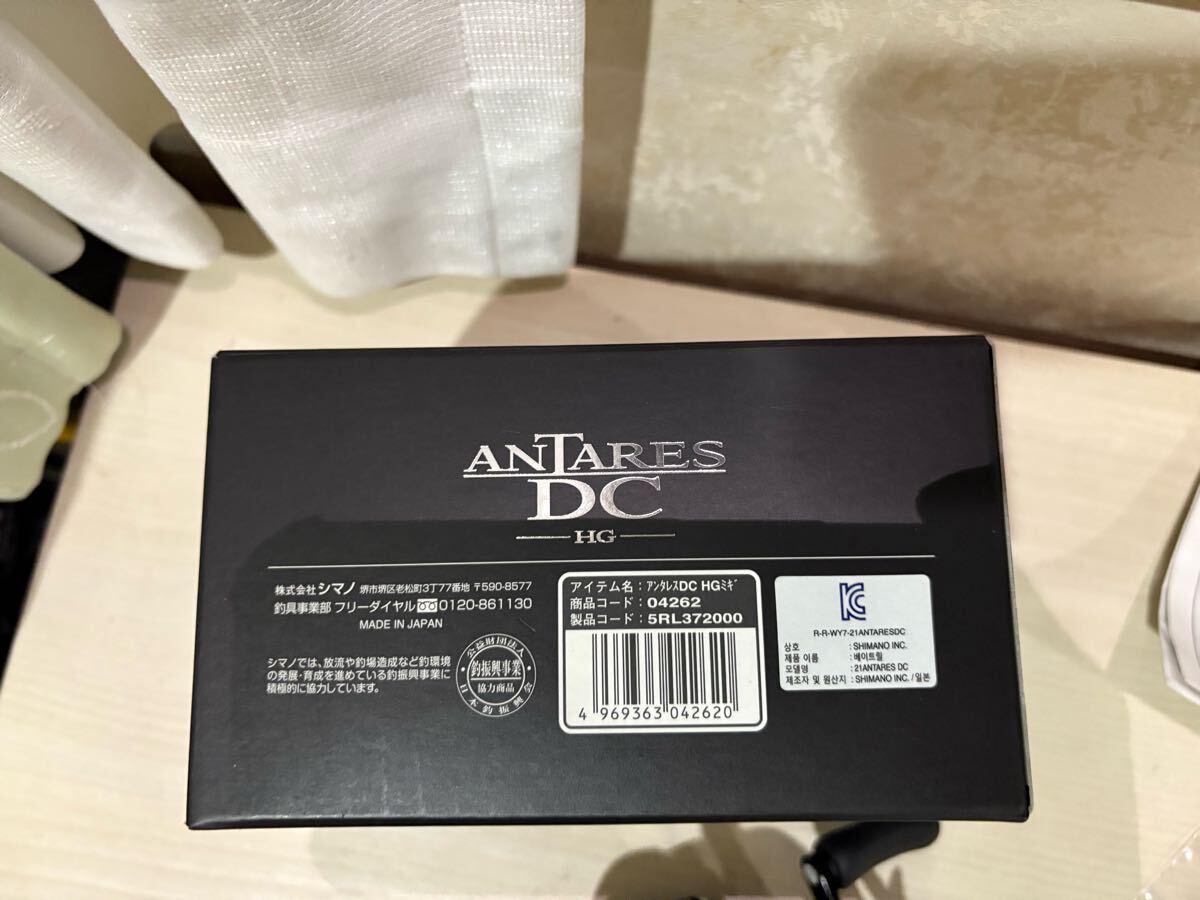 ANTARES
DC
HG
株式会社シマノ 堺市堺区老松町3丁77番地 〒590-8577
釣具事業部 フリーダイヤル 0120-861130
MADE IN JAPAN
シマノでは、放流や釣場造成など釣環境
の発展・育成を進めている釣振興事業に
積極的に協力しています。
公益財団法人
釣振興事業
協力商品
日本釣振興会
アイテム名：ｱﾝﾀﾚｽDC HGﾐｷﾞ
商品コード：04262
製品コード：5RL372000
4 969363 042620
R-R-WY7-21ANTARESDC
상호 : SHIMANO INC.
제품 이름 : 베이트릴
모델명 : 21ANTARES DC
제조자 및 원산지 : SHIMANO INC. / 일본